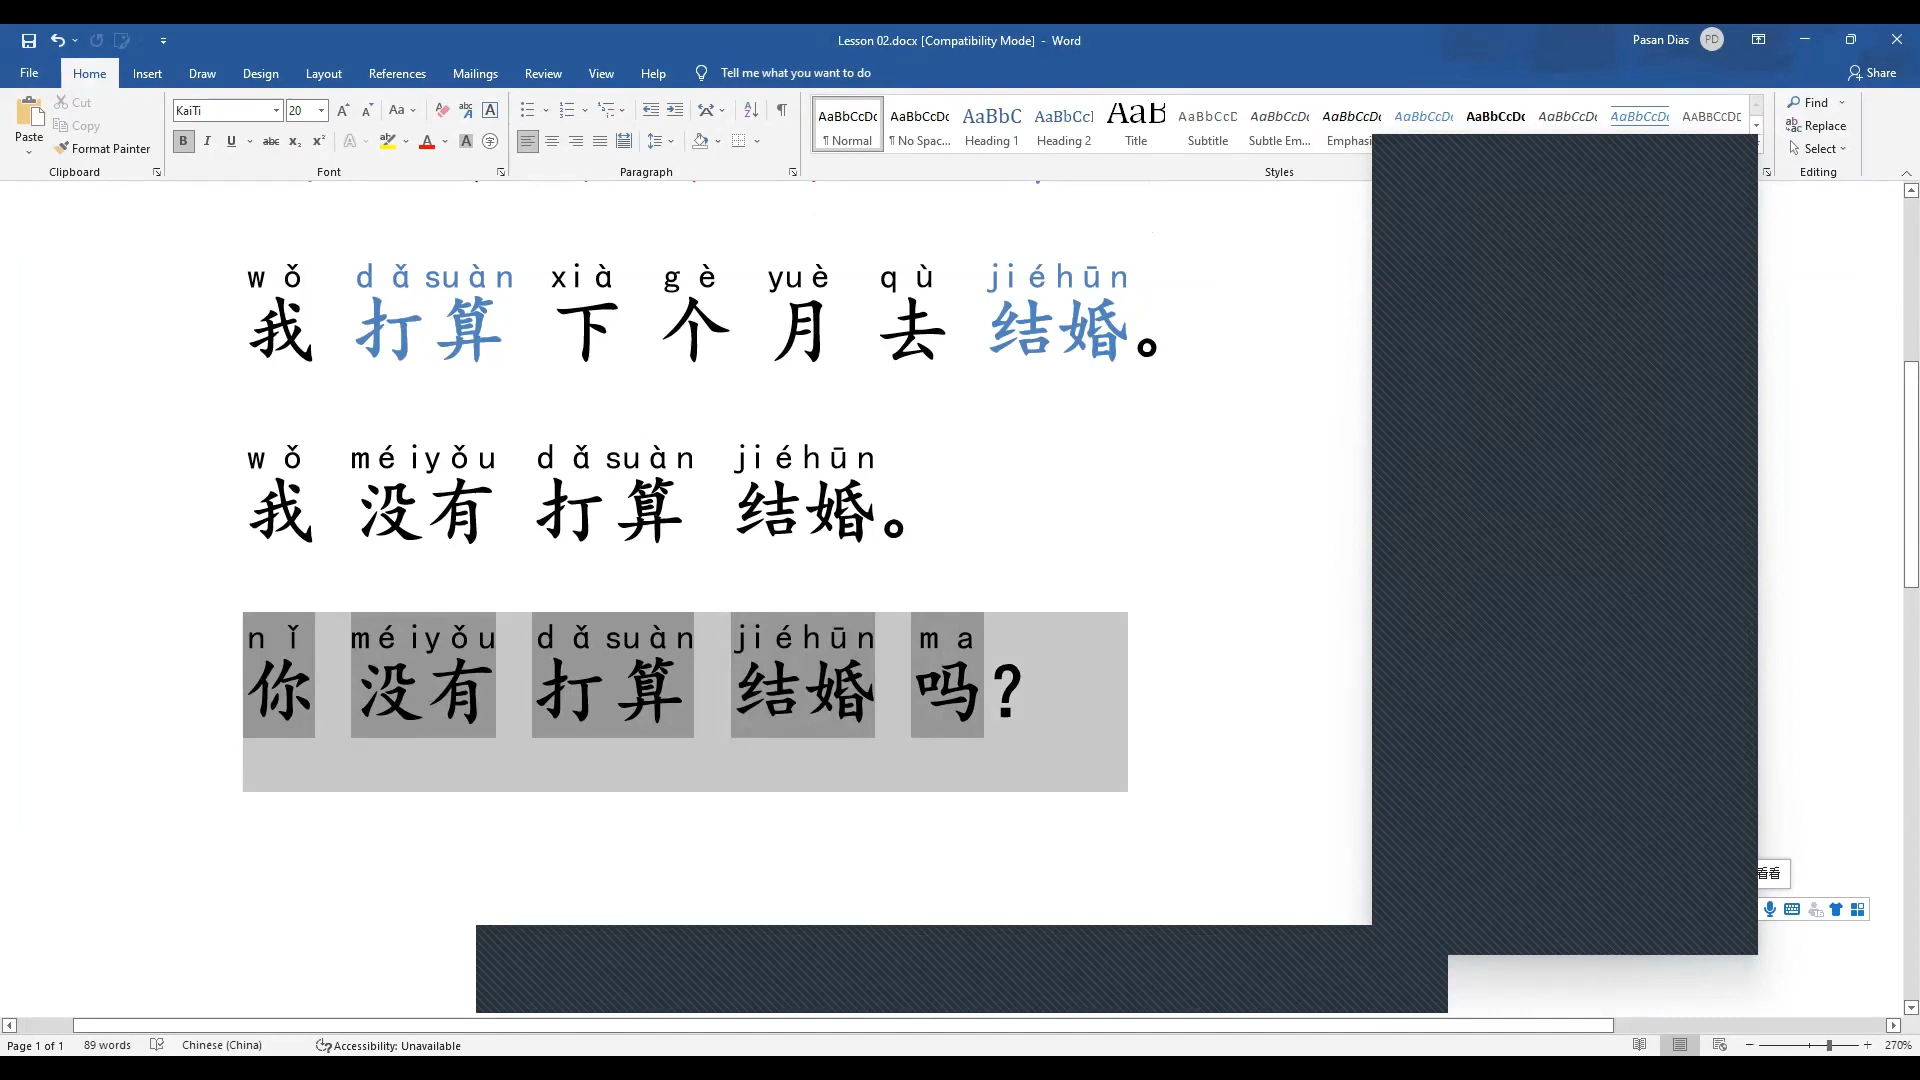 Lesson 02.docx [Compatibility Mode] - Word
Pasan Dias PD
File Home Insert Draw Design Layout References Mailings Review View Help Tell me what you want to do Share
Paste Cut Copy Format Painter
KaiTi 20
AaBbCcDc AaBbCcDc AaBbC AaBbCcI AaB AaBbCcD AaBbCcDc AaBbCcDc AaBbCcDc AaBbCcDc AaBbCcDc AaBbCcDc AABBCCDE
¶ Normal ¶ No Spac... Heading 1 Heading 2 Title Subtitle Subtle Em... Emphasi
Find Replace Select
Clipboard Font Paragraph Styles Editing
wǒ dǎsuàn xià gè yuè qù jiéhūn
我 打算 下 个 月 去 结婚。
wǒ méiyǒu dǎsuàn jiéhūn
我 没有 打算 结婚。
nǐ méiyǒu dǎsuàn jiéhūn ma
你 没有 打算 结婚 吗?
看看
Page 1 of 1 89 words Chinese (China) Accessibility: Unavailable 270%